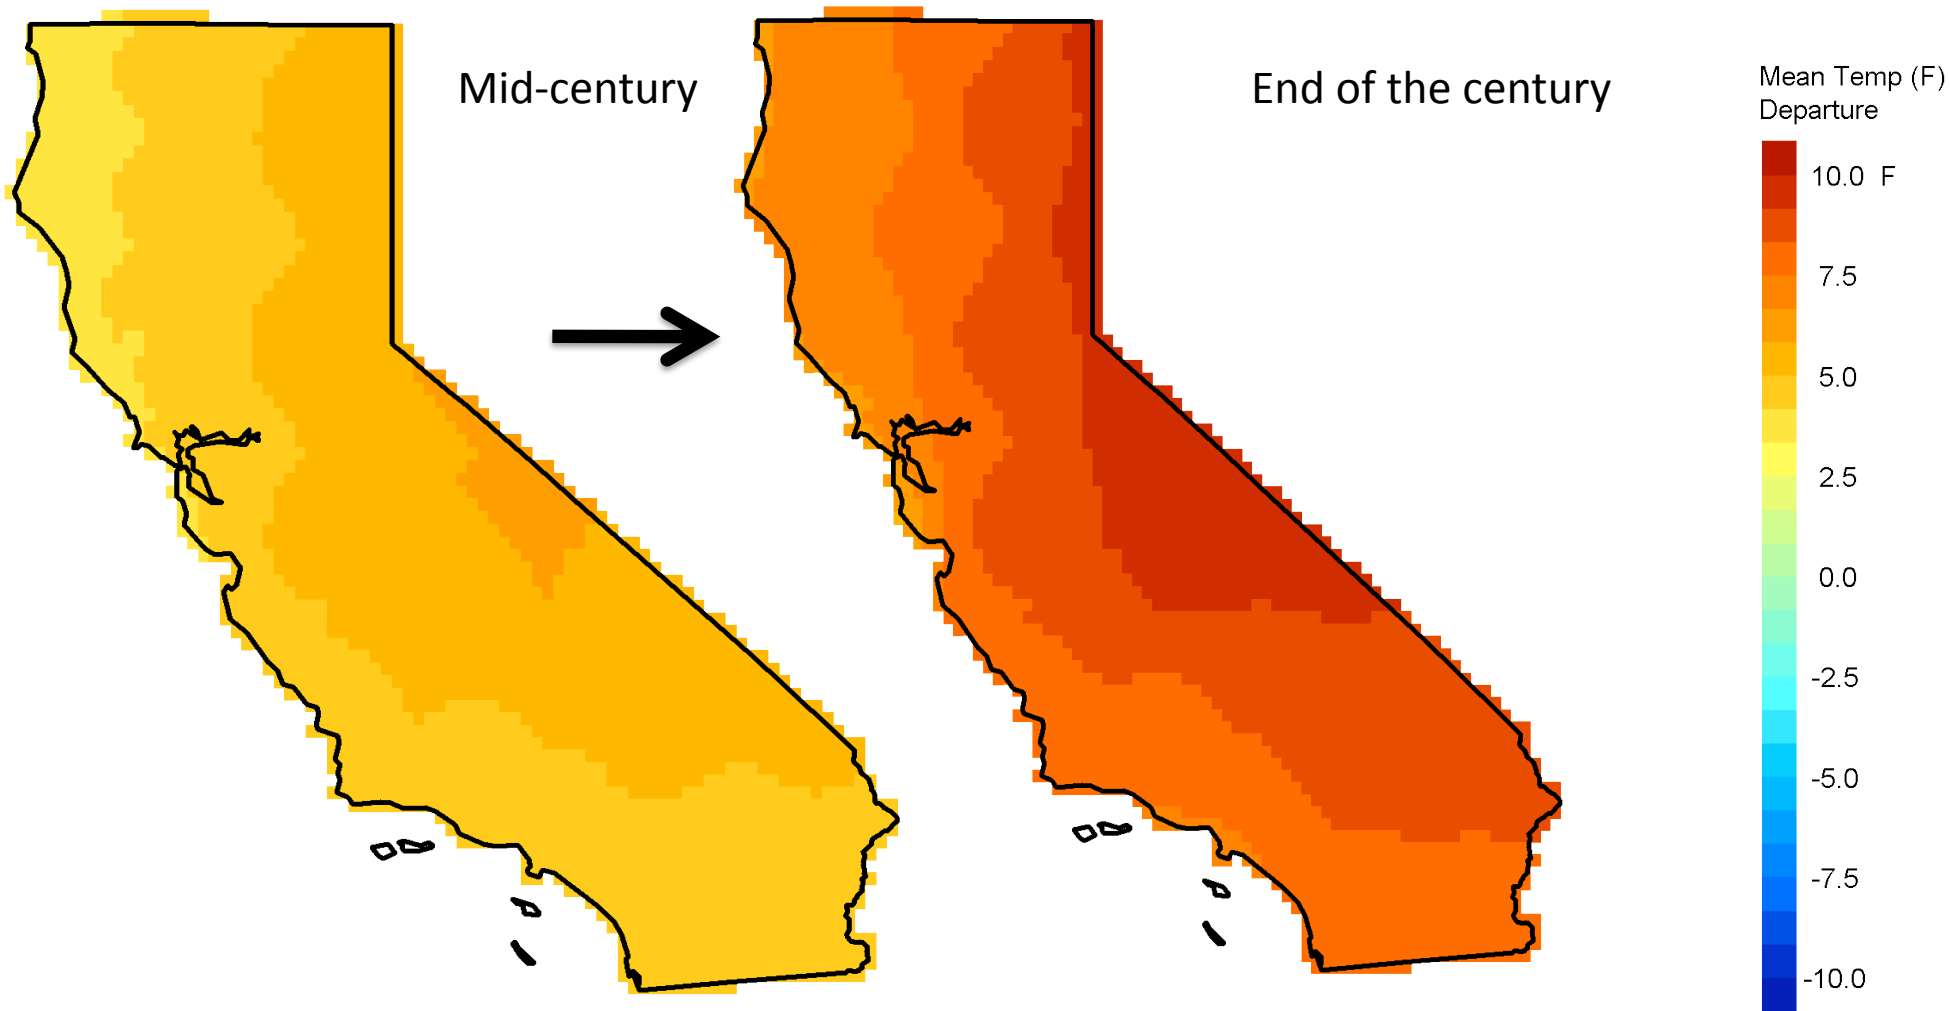 Mid-century
End of the century
Mean Temp (F)
Departure
10.0 F
7.5
5.0
2.5
0.0
-2.5
-5.0
-7.5
-10.0